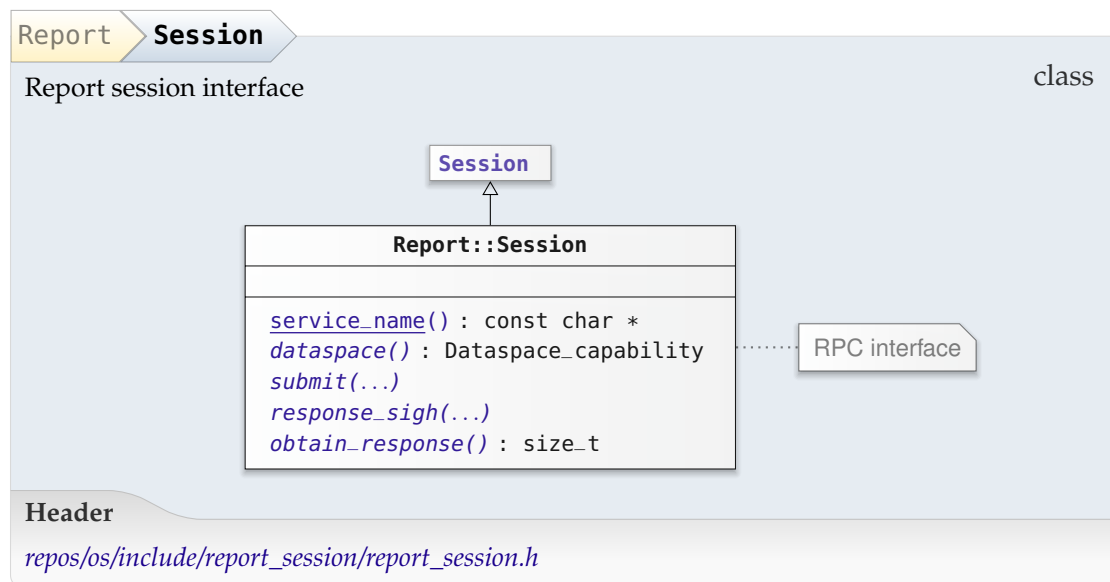 Report Session
class
Report session interface
Session
Report::Session
service_name() : const char *
dataspace() : Dataspace_capability
RPC interface
submit(...)
response_sigh(...)
obtain_response() : size_t
Header
repos/os/include/report_session/report_session.h